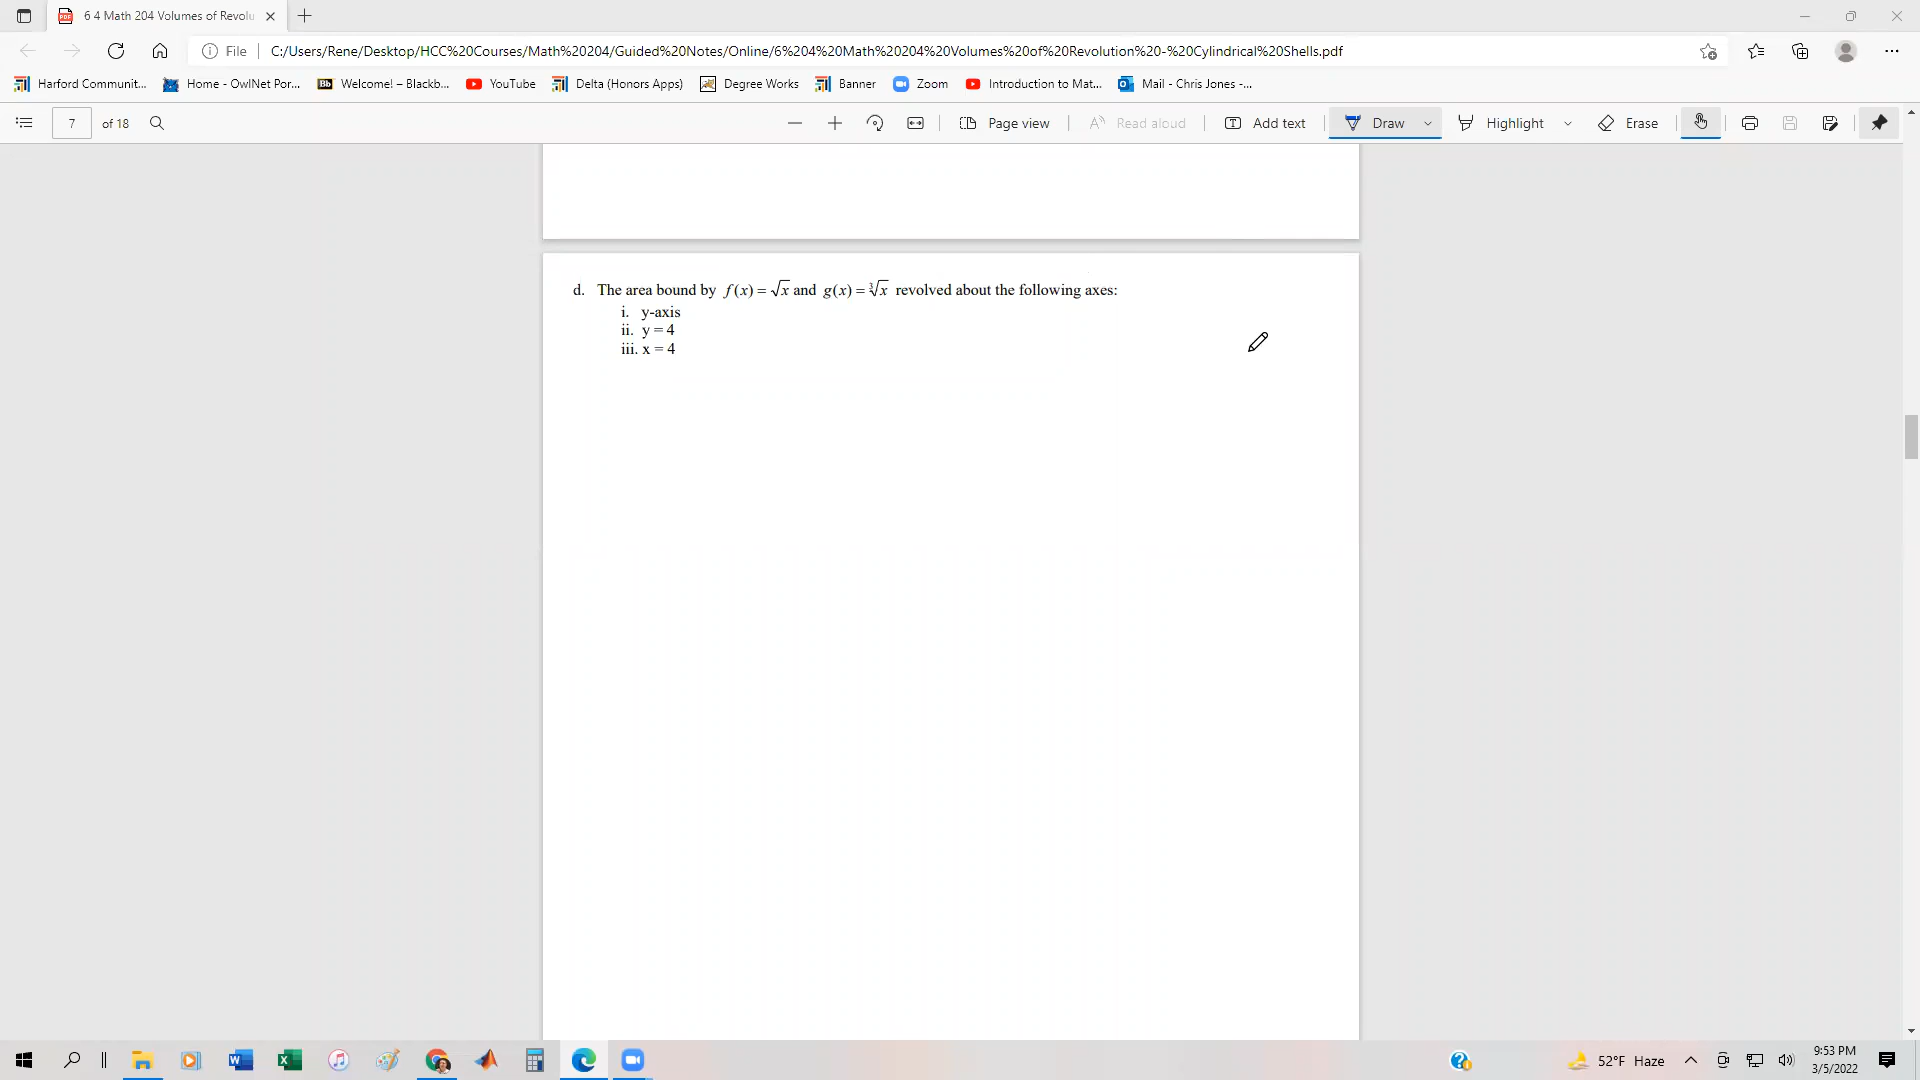 6 4 Math 204 Volumes of Revolu
File
C:/Users/Rene/Desktop/HCC%20Courses/Math%20204/Guided%20Notes/Online/6%204%20Math%20204%20Volumes%20of%20Revolution%20-%20Cylindrical%20Shells.pdf
Harford Communit... Home - OwlNet Por... Bb Welcome! – Blackb... YouTube Delta (Honors Apps) Degree Works Banner Zoom Introduction to Mat... Mail - Chris Jones -...
7 of 18 Page view Read aloud Add text Draw Highlight Erase
d. The area bound by f(x) = √x and g(x) = ∛x revolved about the following axes:
i. y-axis
ii. y = 4
iii. x = 4
52°F Haze
9:53 PM
3/5/2022